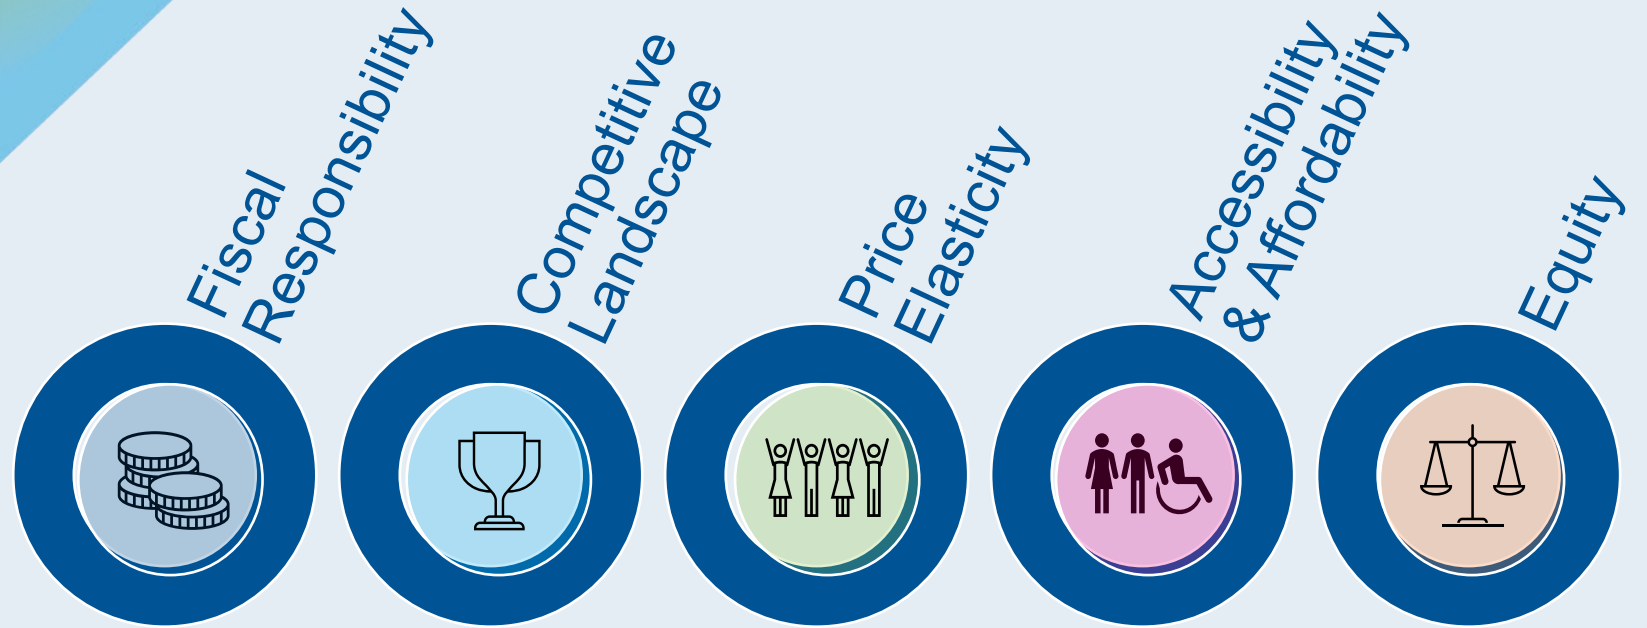 Fiscal
Responsibility
Competitive
Landscape
Price
Elasticity
Accessibility
& Affordability
Equity